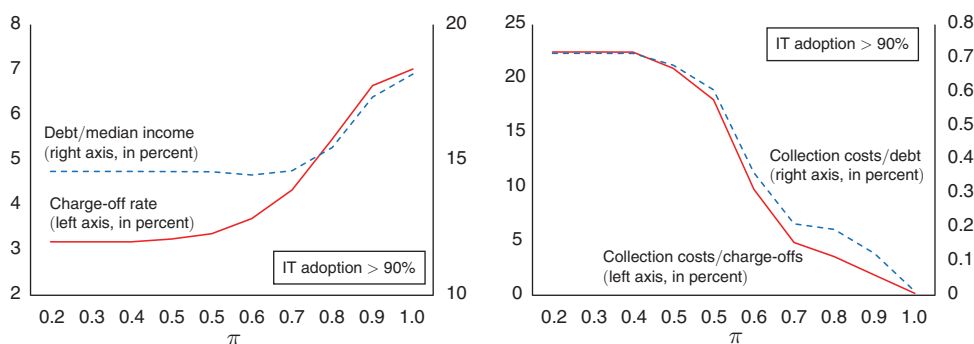 8
7
6
5
4
3
2
20
15
10
Debt/median income
(right axis, in percent)
Charge-off rate
(left axis, in percent)
IT adoption > 90%
0.2 0.3 0.4 0.5 0.5 0.6 0.7 0.8 0.9 1.0
π
25
20
15
10
5
0
0.8
0.7
0.6
0.5
0.4
0.3
0.2
0.1
0
IT adoption > 90%
Collection costs/debt
(right axis, in percent)
Collection costs/charge-offs
(left axis, in percent)
0.2 0.3 0.4 0.5 0.5 0.6 0.7 0.8 0.9 1.0
π